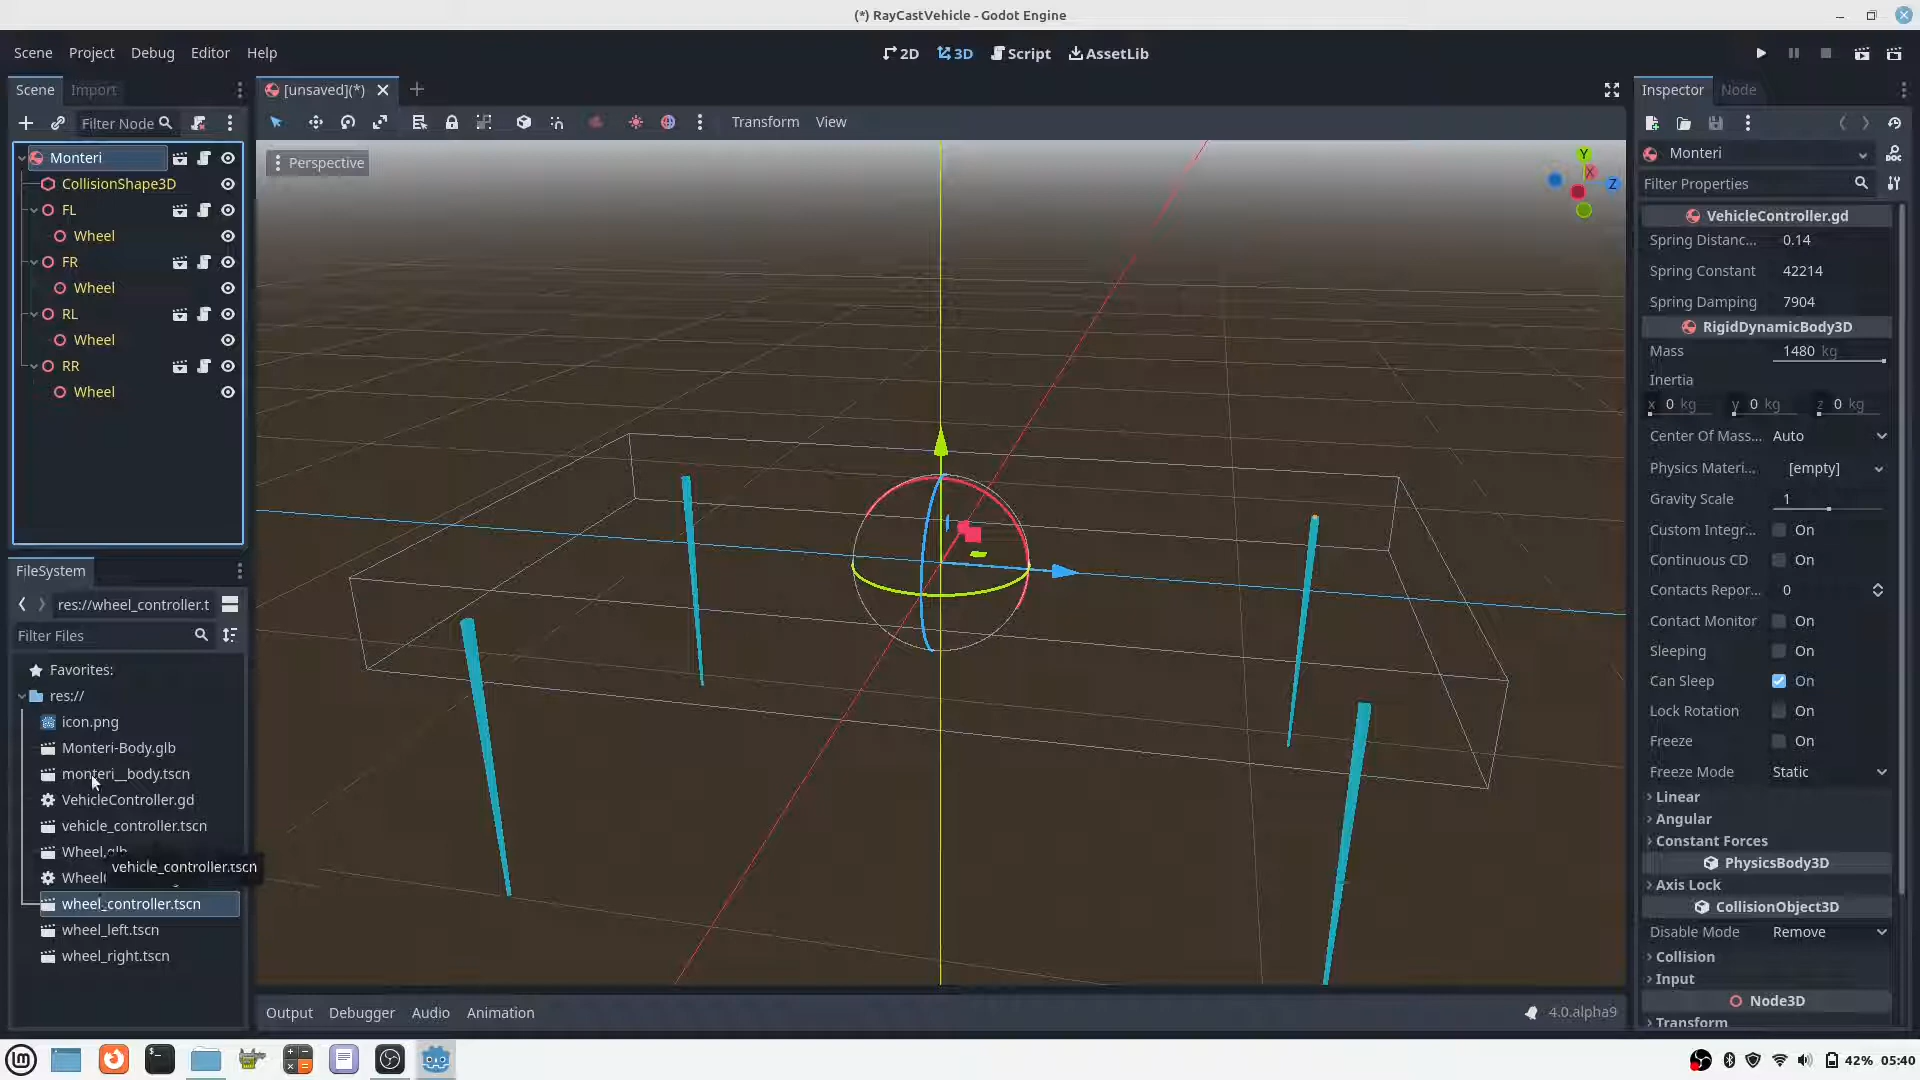 (*) RayCastVehicle - Godot Engine
Scene Project Debug Editor Help
2D 3D Script AssetLib
Scene Import
[unsaved](*)
Inspector Node
Filter Node
Transform View
Perspective
Monteri
CollisionShape3D
FL
Wheel
FR
Wheel
RL
Wheel
RR
Wheel
FileSystem
res://wheel_controller.t
Filter Files
Favorites:
res://
icon.png
Monteri-Body.glb
monteri__body.tscn
VehicleController.gd
vehicle_controller.tscn
Wheel.glb
vehicle_controller.tscn
wheel_controller.tscn
wheel_left.tscn
wheel_right.tscn
Y
X
Z
Monteri
Filter Properties
VehicleController.gd
Spring Distanc... 0.14
Spring Constant 42214
Spring Damping 7904
RigidDynamicBody3D
Mass 1480 kg
Inertia
x 0 kg y 0 kg z 0 kg
Center Of Mass... Auto
Physics Materi... [empty]
Gravity Scale 1
Custom Integr... On
Continuous CD On
Contacts Repor... 0
Contact Monitor On
Sleeping On
Can Sleep On
Lock Rotation On
Freeze On
Freeze Mode Static
Linear
Angular
Constant Forces
PhysicsBody3D
Axis Lock
CollisionObject3D
Disable Mode Remove
Collision
Input
Node3D
Transform
Output Debugger Audio Animation
4.0.alpha9
42% 05:40